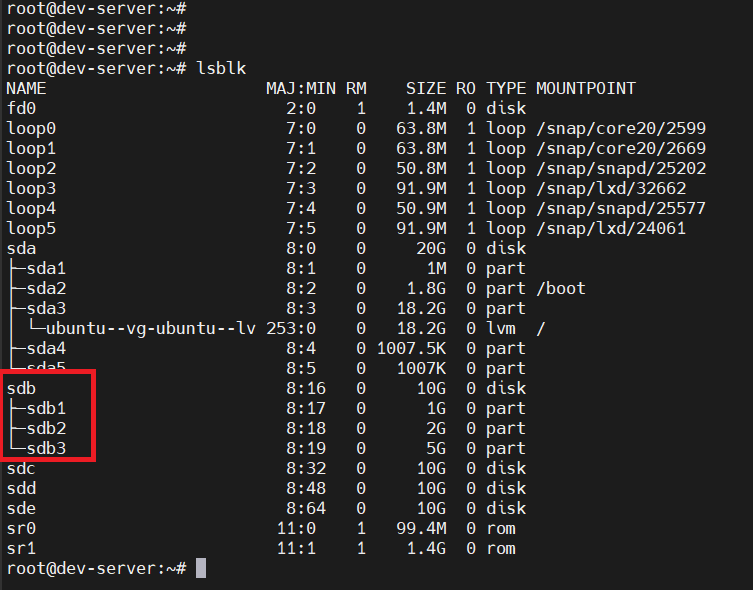 root@dev-server:~#
root@dev-server:~#
root@dev-server:~#
root@dev-server:~# lsblk
NAME                      MAJ:MIN RM   SIZE RO TYPE MOUNTPOINT
fd0                         2:0    1   1.4M  0 disk
loop0                       7:0    0  63.8M  1 loop /snap/core20/2599
loop1                       7:1    0  63.8M  1 loop /snap/core20/2669
loop2                       7:2    0  50.8M  1 loop /snap/snapd/25202
loop3                       7:3    0  91.9M  1 loop /snap/lxd/32662
loop4                       7:4    0  50.9M  1 loop /snap/snapd/25577
loop5                       7:5    0  91.9M  1 loop /snap/lxd/24061
sda                         8:0    0    20G  0 disk
├─sda1                      8:1    0     1M  0 part
├─sda2                      8:2    0   1.8G  0 part /boot
├─sda3                      8:3    0  18.2G  0 part
│ └─ubuntu--vg-ubuntu--lv 253:0    0  18.2G  0 lvm  /
├─sda4                      8:4    0 1007.5K  0 part
└─sda5                      8:5    0  1007K  0 part
sdb                         8:16   0    10G  0 disk
├─sdb1                      8:17   0     1G  0 part
├─sdb2                      8:18   0     2G  0 part
└─sdb3                      8:19   0     5G  0 part
sdc                         8:32   0    10G  0 disk
sdd                         8:48   0    10G  0 disk
sde                         8:64   0    10G  0 disk
sr0                        11:0    1  99.4M  0 rom
sr1                        11:1    1   1.4G  0 rom
root@dev-server:~#